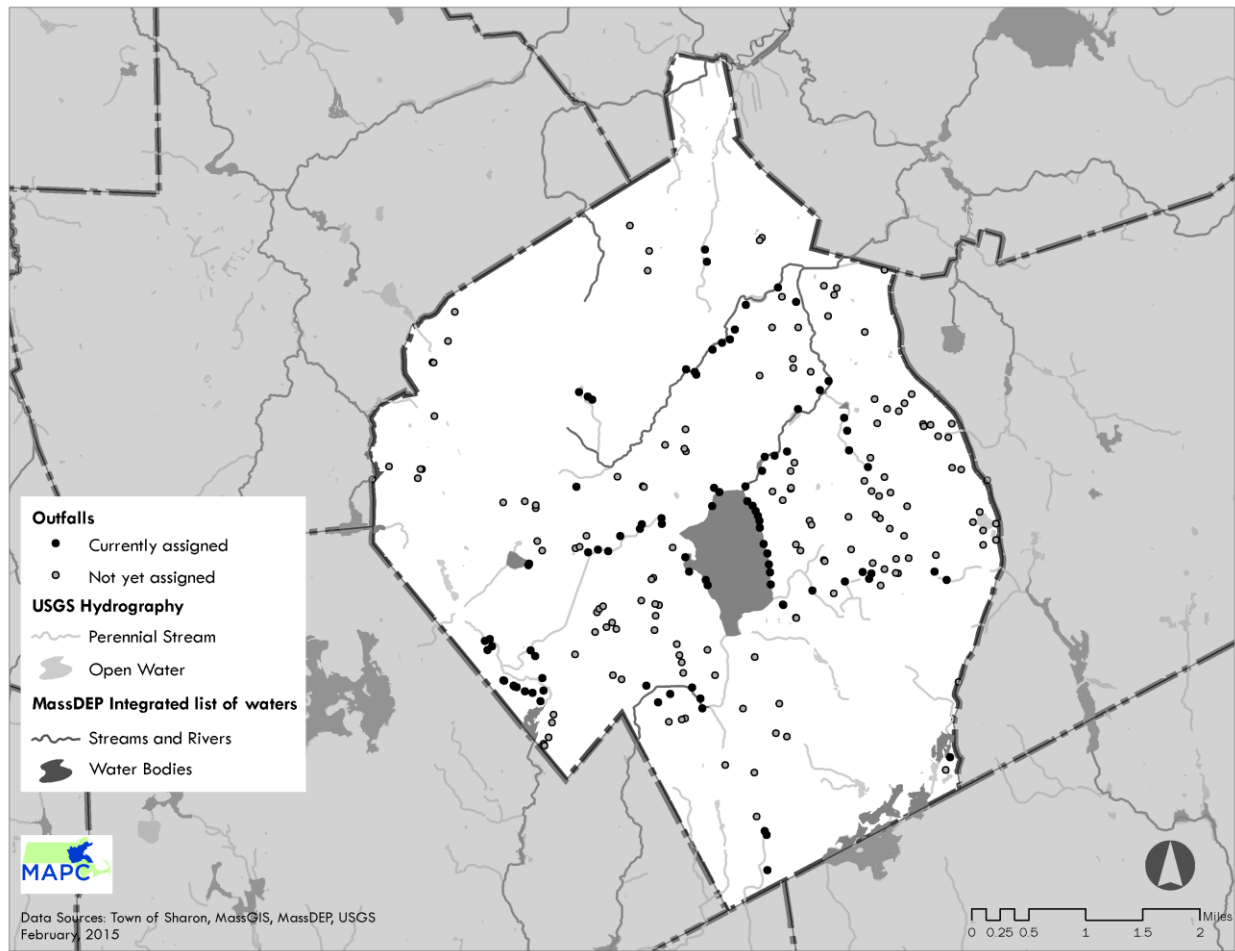 Outfalls
Currently assigned
Not yet assigned
USGS Hydrography
Perennial Stream
Open Water
MassDEP Integrated list of waters
Streams and Rivers
Water Bodies
MAPC
Data Sources: Town of Sharon, MassGIS, MassDEP, USGS
February, 2015
Miles
0 0.25 0.5 1 1.5 2